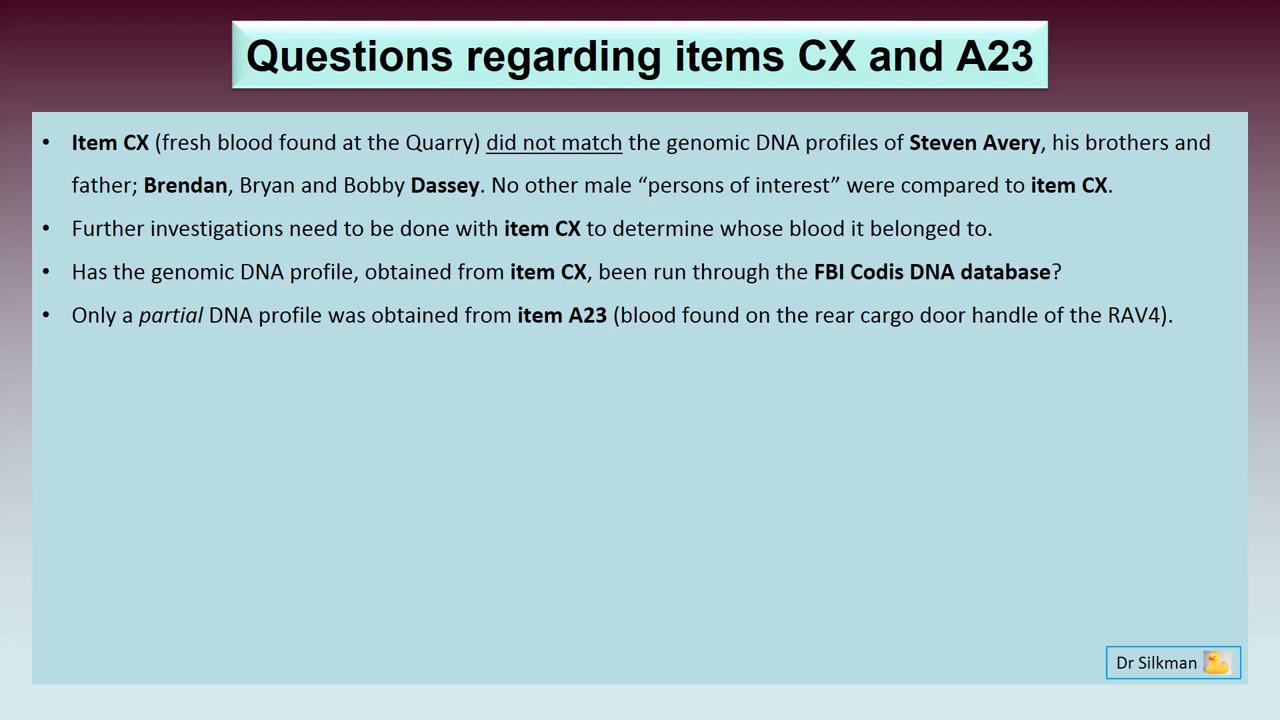 Questions regarding items CX and A23
• Item CX (fresh blood found at the Quarry) did not match the genomic DNA profiles of Steven Avery, his brothers and
father; Brendan, Bryan and Bobby Dassey. No other male “persons of interest” were compared to item CX.
• Further investigations need to be done with item CX to determine whose blood it belonged to.
• Has the genomic DNA profile, obtained from item CX, been run through the FBI Codis DNA database?
• Only a partial DNA profile was obtained from item A23 (blood found on the rear cargo door handle of the RAV4).
Dr Silkman